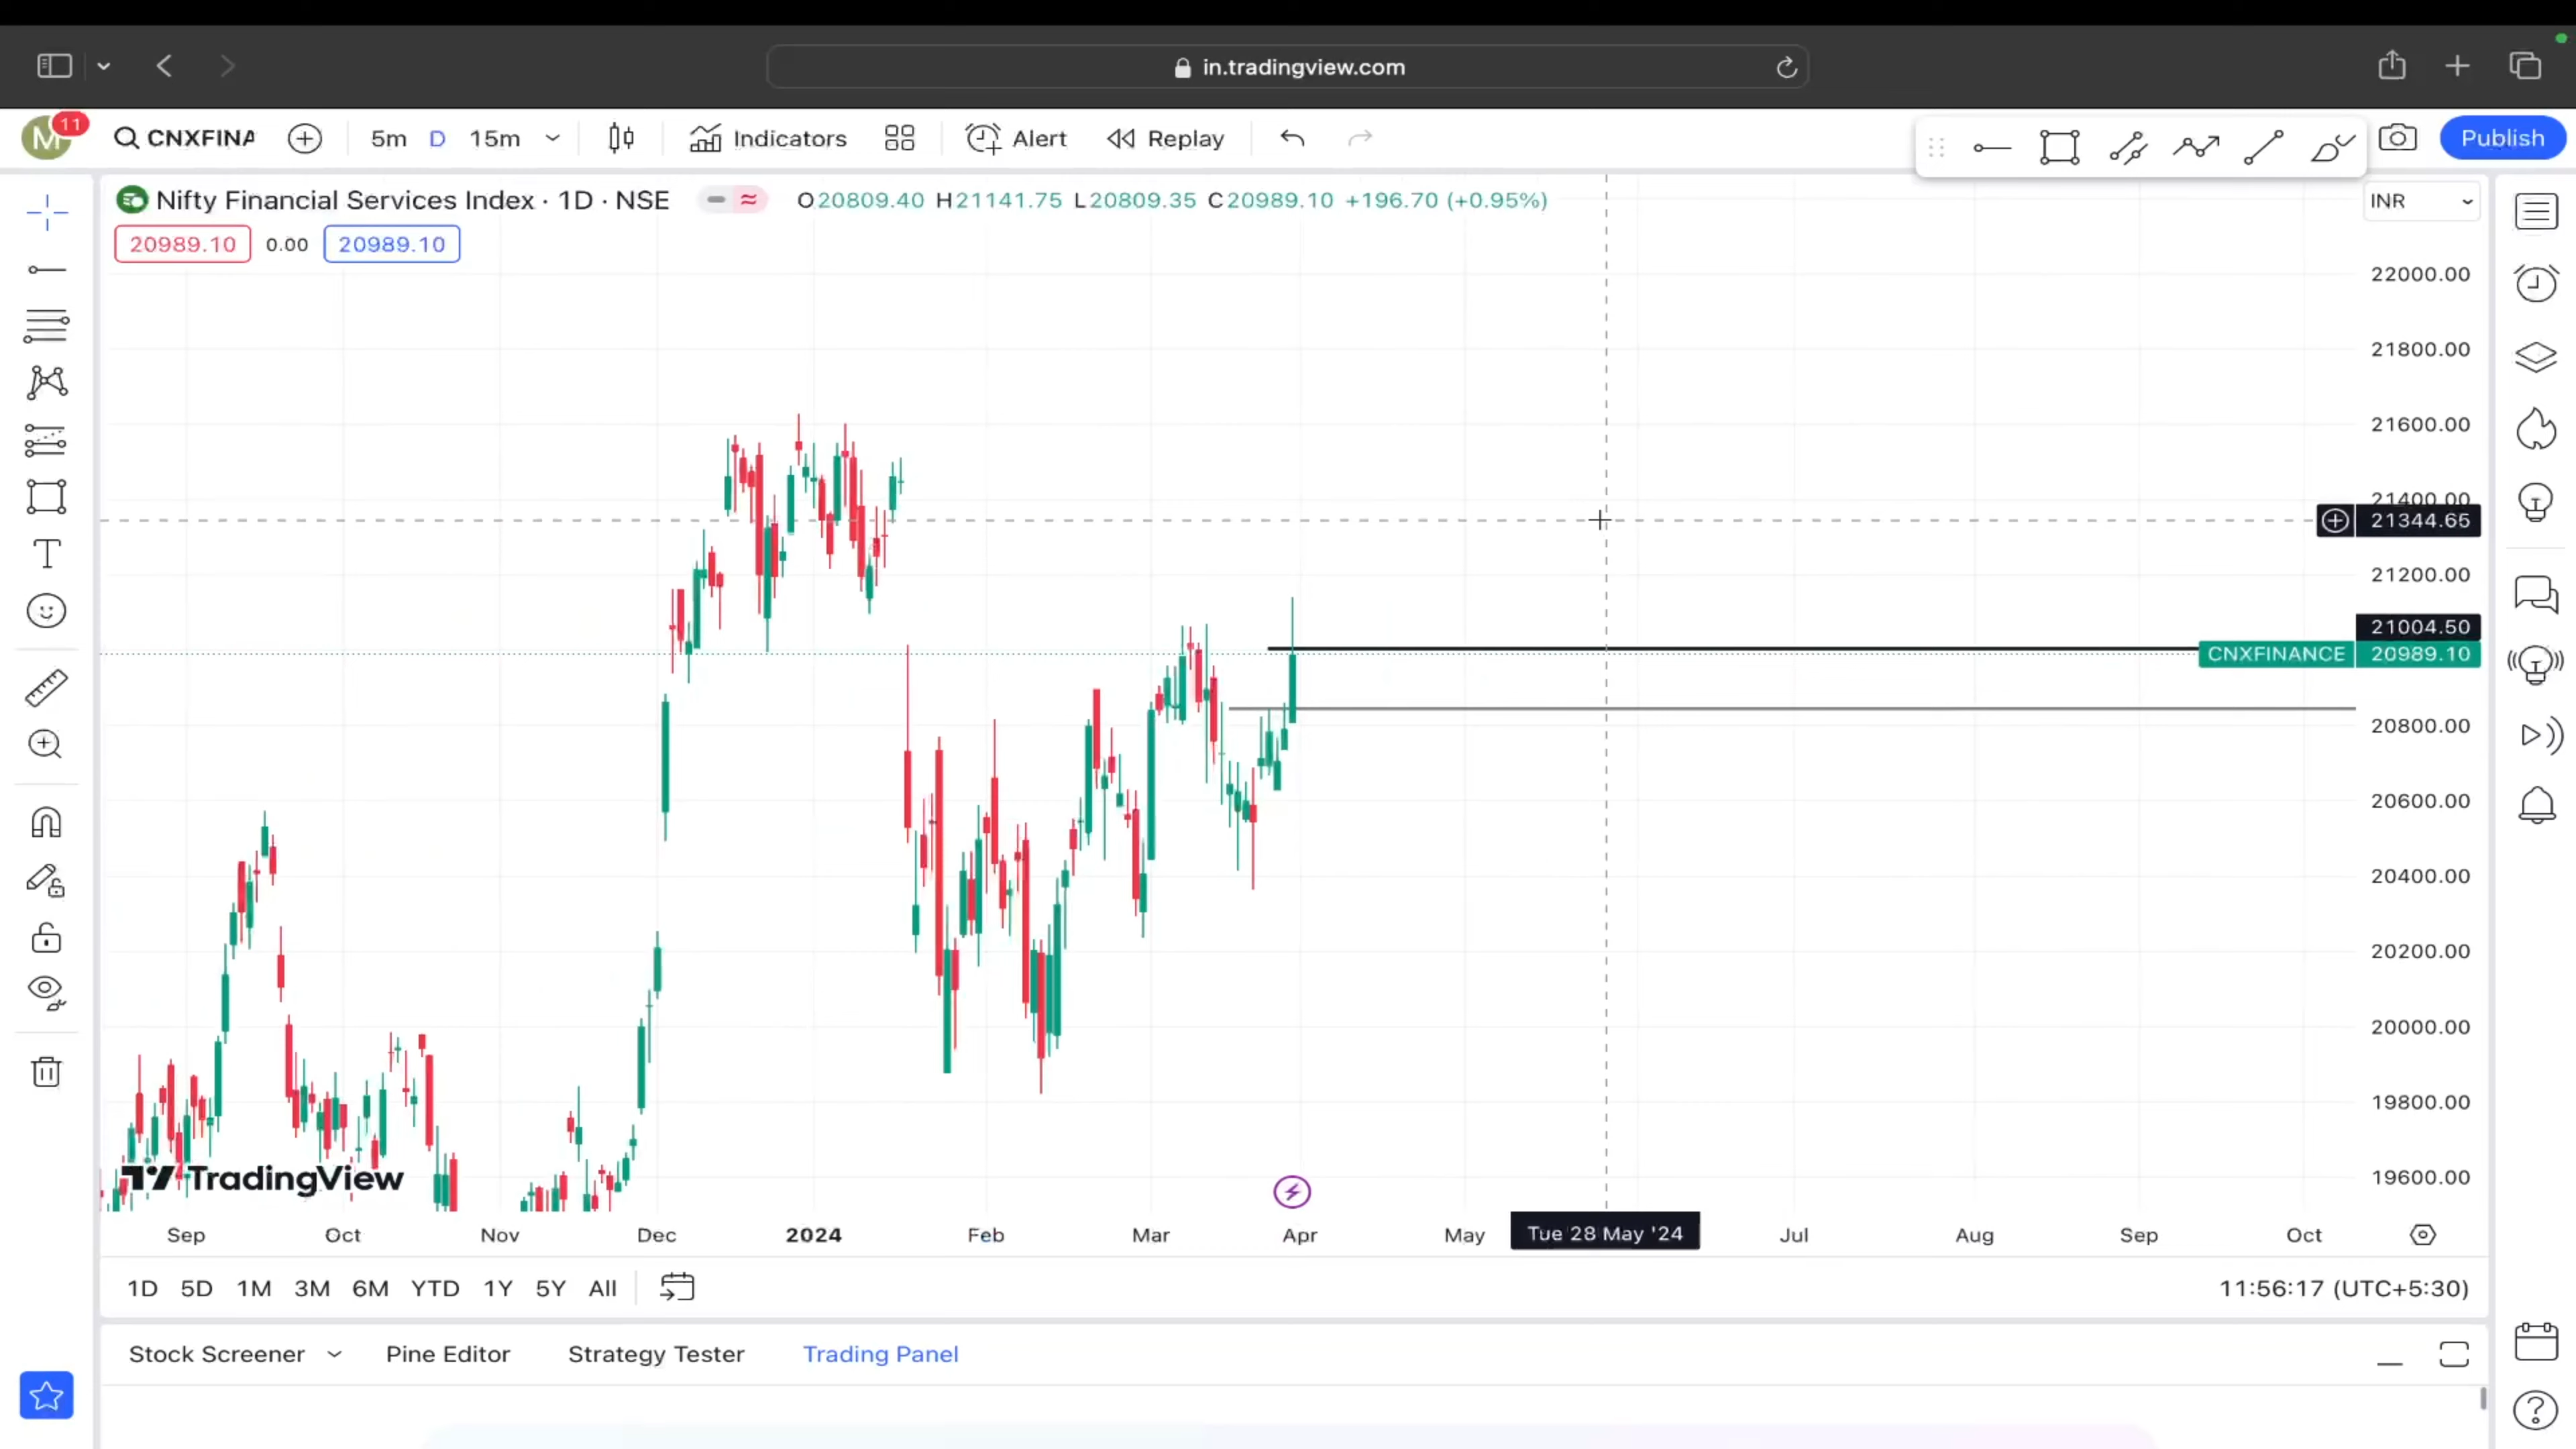 in.tradingview.com
M 11 CNXFINA 5m D 15m Indicators Alert Replay Publish
Nifty Financial Services Index · 1D · NSE O20809.40 H21141.75 L20809.35 C20989.10 +196.70 (+0.95%) INR
20989.10 0.00 20989.10
22000.00
21800.00
21600.00
21400.00
21344.65
21200.00
21004.50
CNXFINANCE 20989.10
20800.00
20600.00
20400.00
20200.00
20000.00
19800.00
19600.00
TradingView
Sep Oct Nov Dec 2024 Feb Mar Apr May Tue 28 May '24 Jul Aug Sep Oct
1D 5D 1M 3M 6M YTD 1Y 5Y All 11:56:17 (UTC+5:30)
Stock Screener Pine Editor Strategy Tester Trading Panel